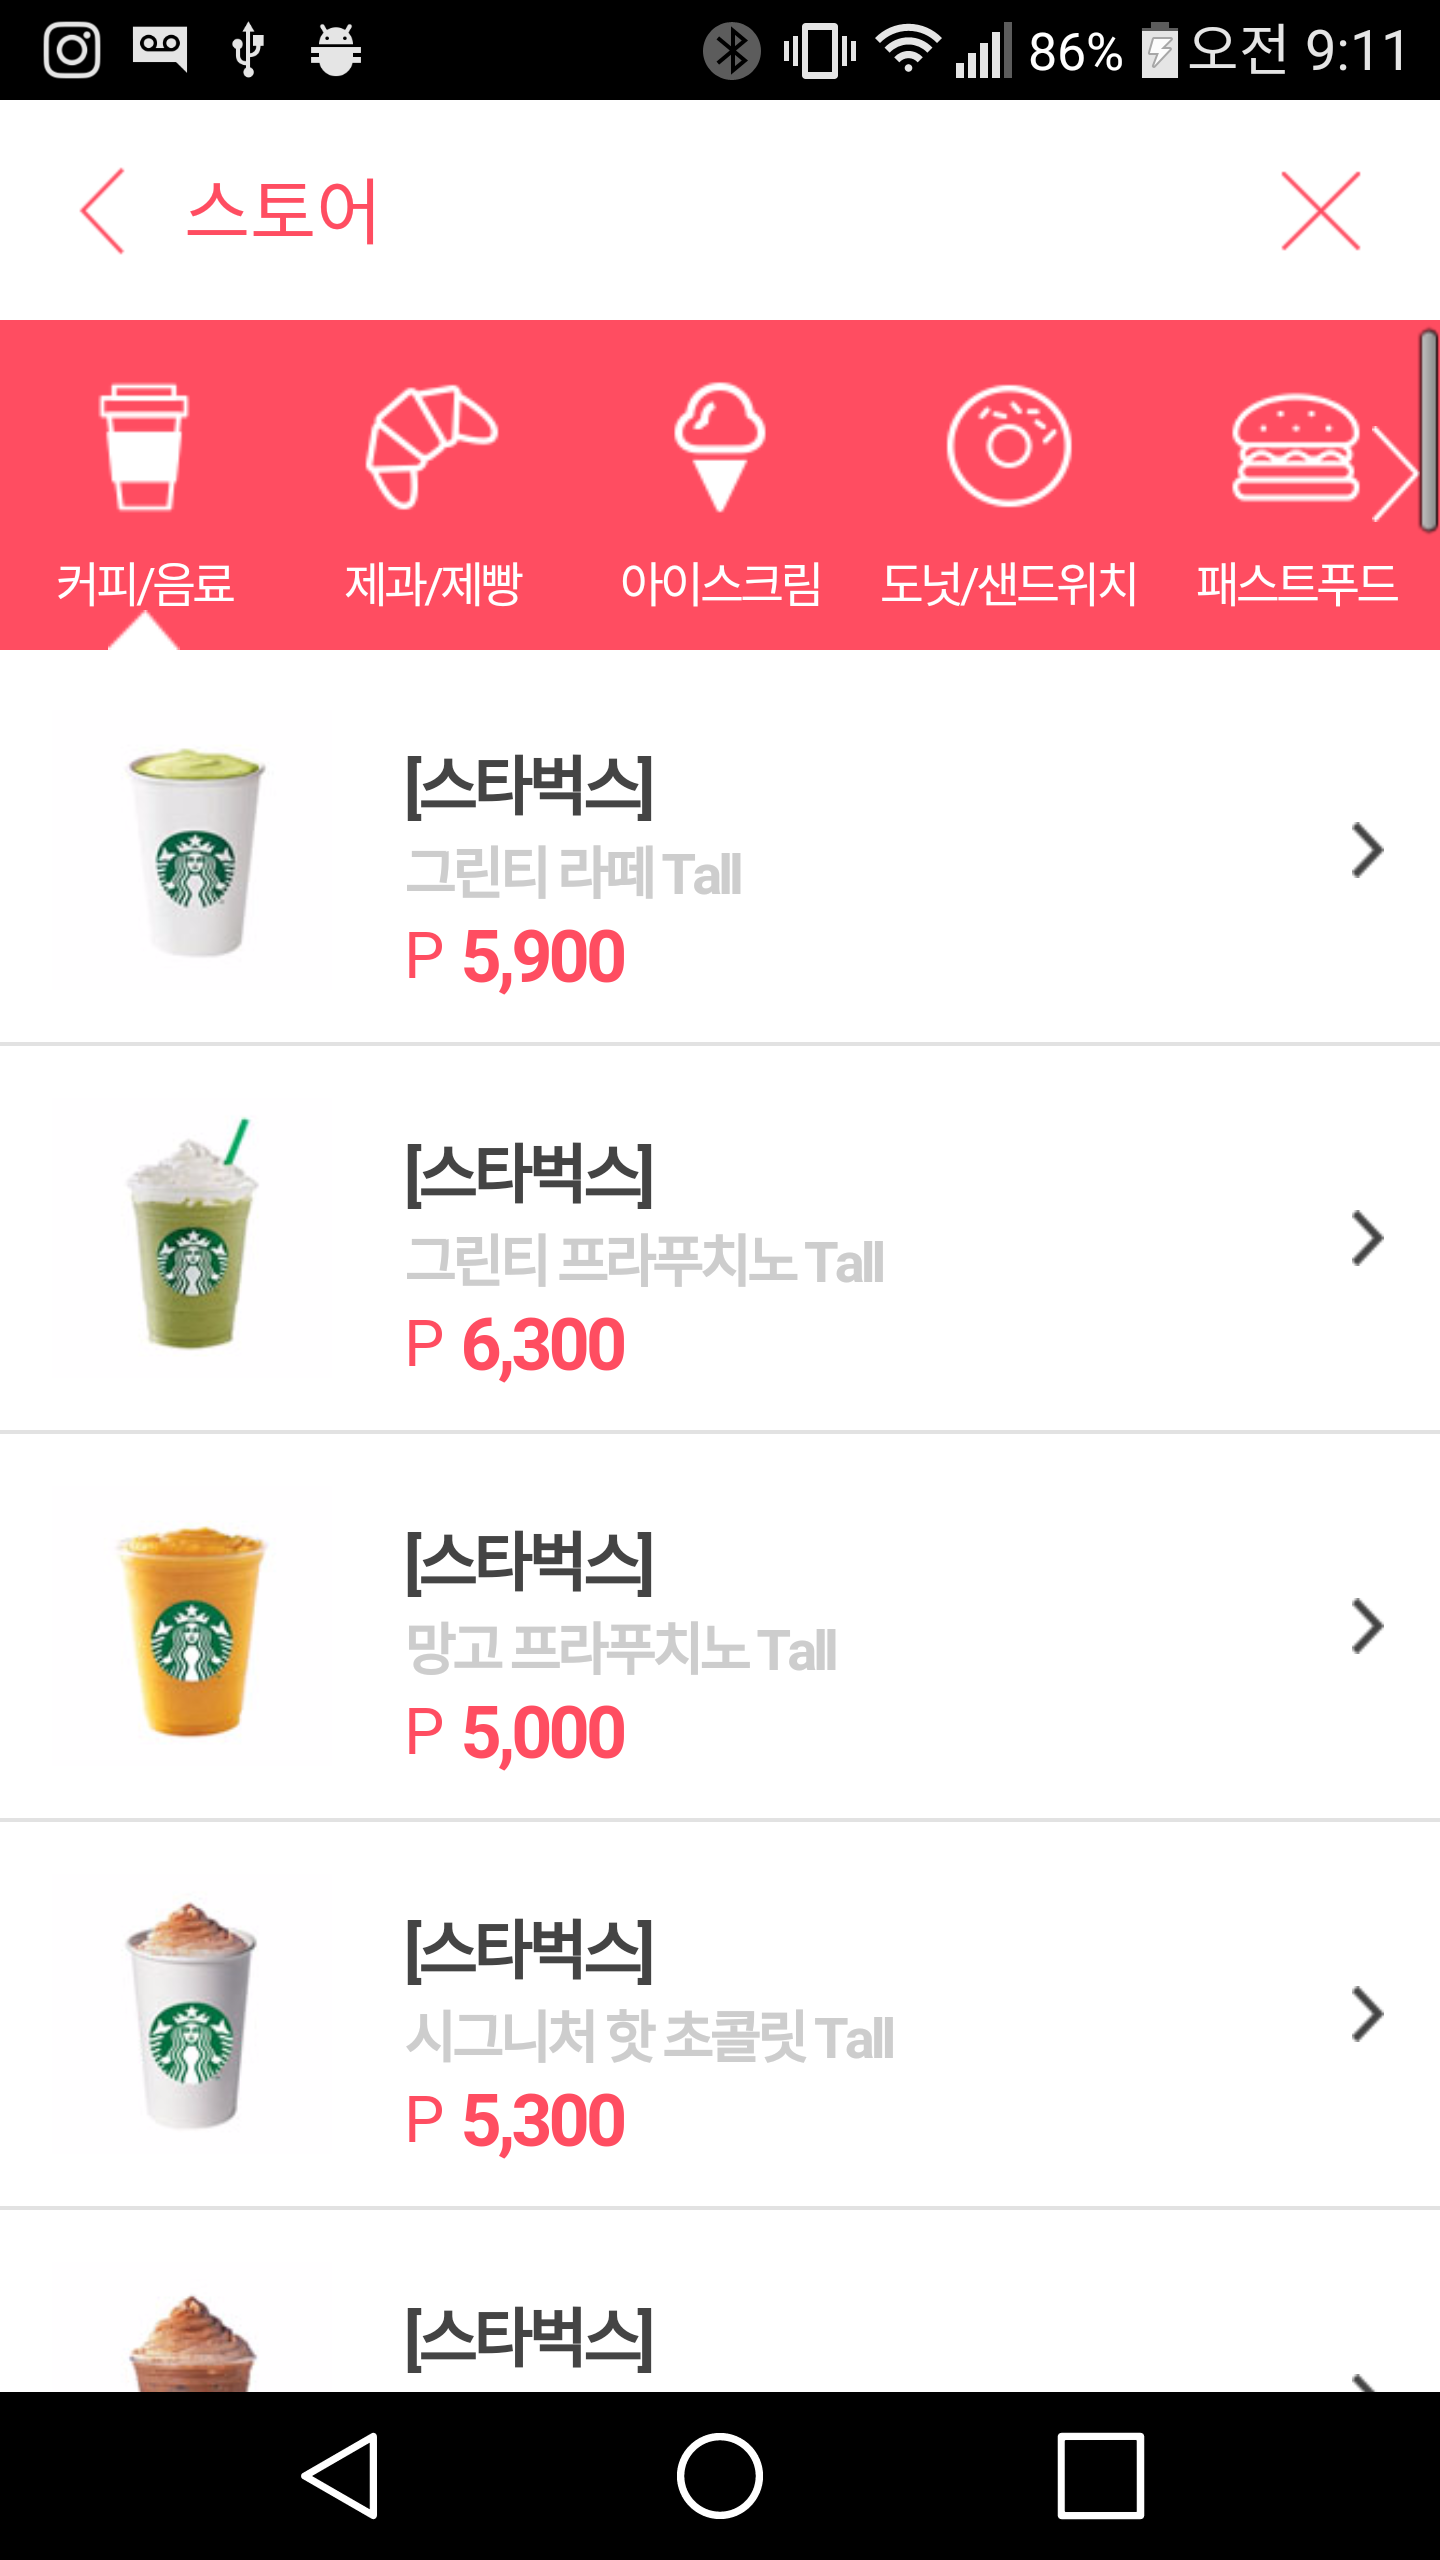 86% 오전 9:11
스토어
커피/음료 제과/제빵 아이스크림 도넛/샌드위치 패스트푸드
[스타벅스]
그린티 라떼 Tall
P 5,900
[스타벅스]
그린티 프라푸치노 Tall
P 6,300
[스타벅스]
망고 프라푸치노 Tall
P 5,000
[스타벅스]
시그니처 핫 초콜릿 Tall
P 5,300
[스타벅스]